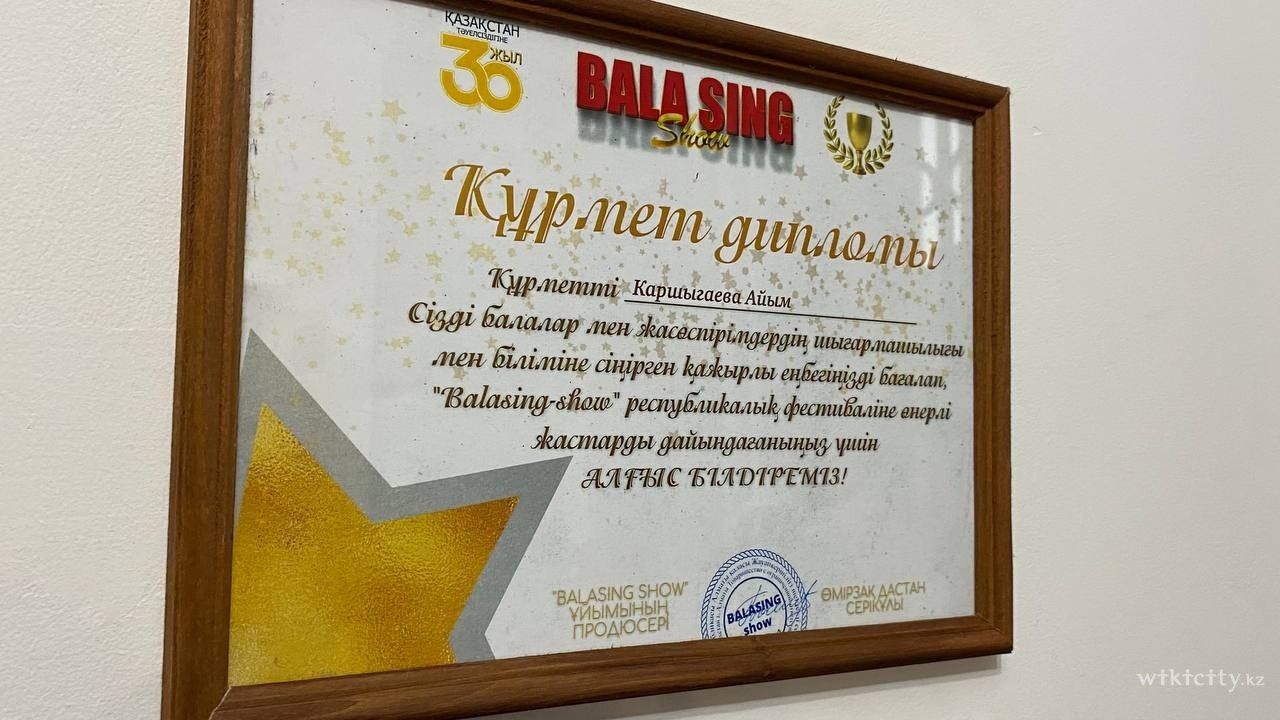 ҚАЗАҚСТАН
ТӘУЕЛСІЗДІГІНЕ
30 ЖЫЛ
BALA SING
Show
Құрмет дипломы
Құрметті Каршыгаева Айым
Сізді балалар мен жасөспірімдердің шығармашылығы
мен біліміне сіңірген қажырлы еңбегіңізді бағалап,
"Balasing-show" республикалық фестиваліне өнерлі
жастарды дайындағаныңыз үшін
АЛҒЫС БІЛДІРЕМІЗ!
"BALASING SHOW"
ҰЙЫМЫНЫҢ
ПРОДЮСЕРІ
BALASING
show
ӨМІРЗАҚ ДАСТАН
СЕРІКҰЛЫ
wikicity.kz